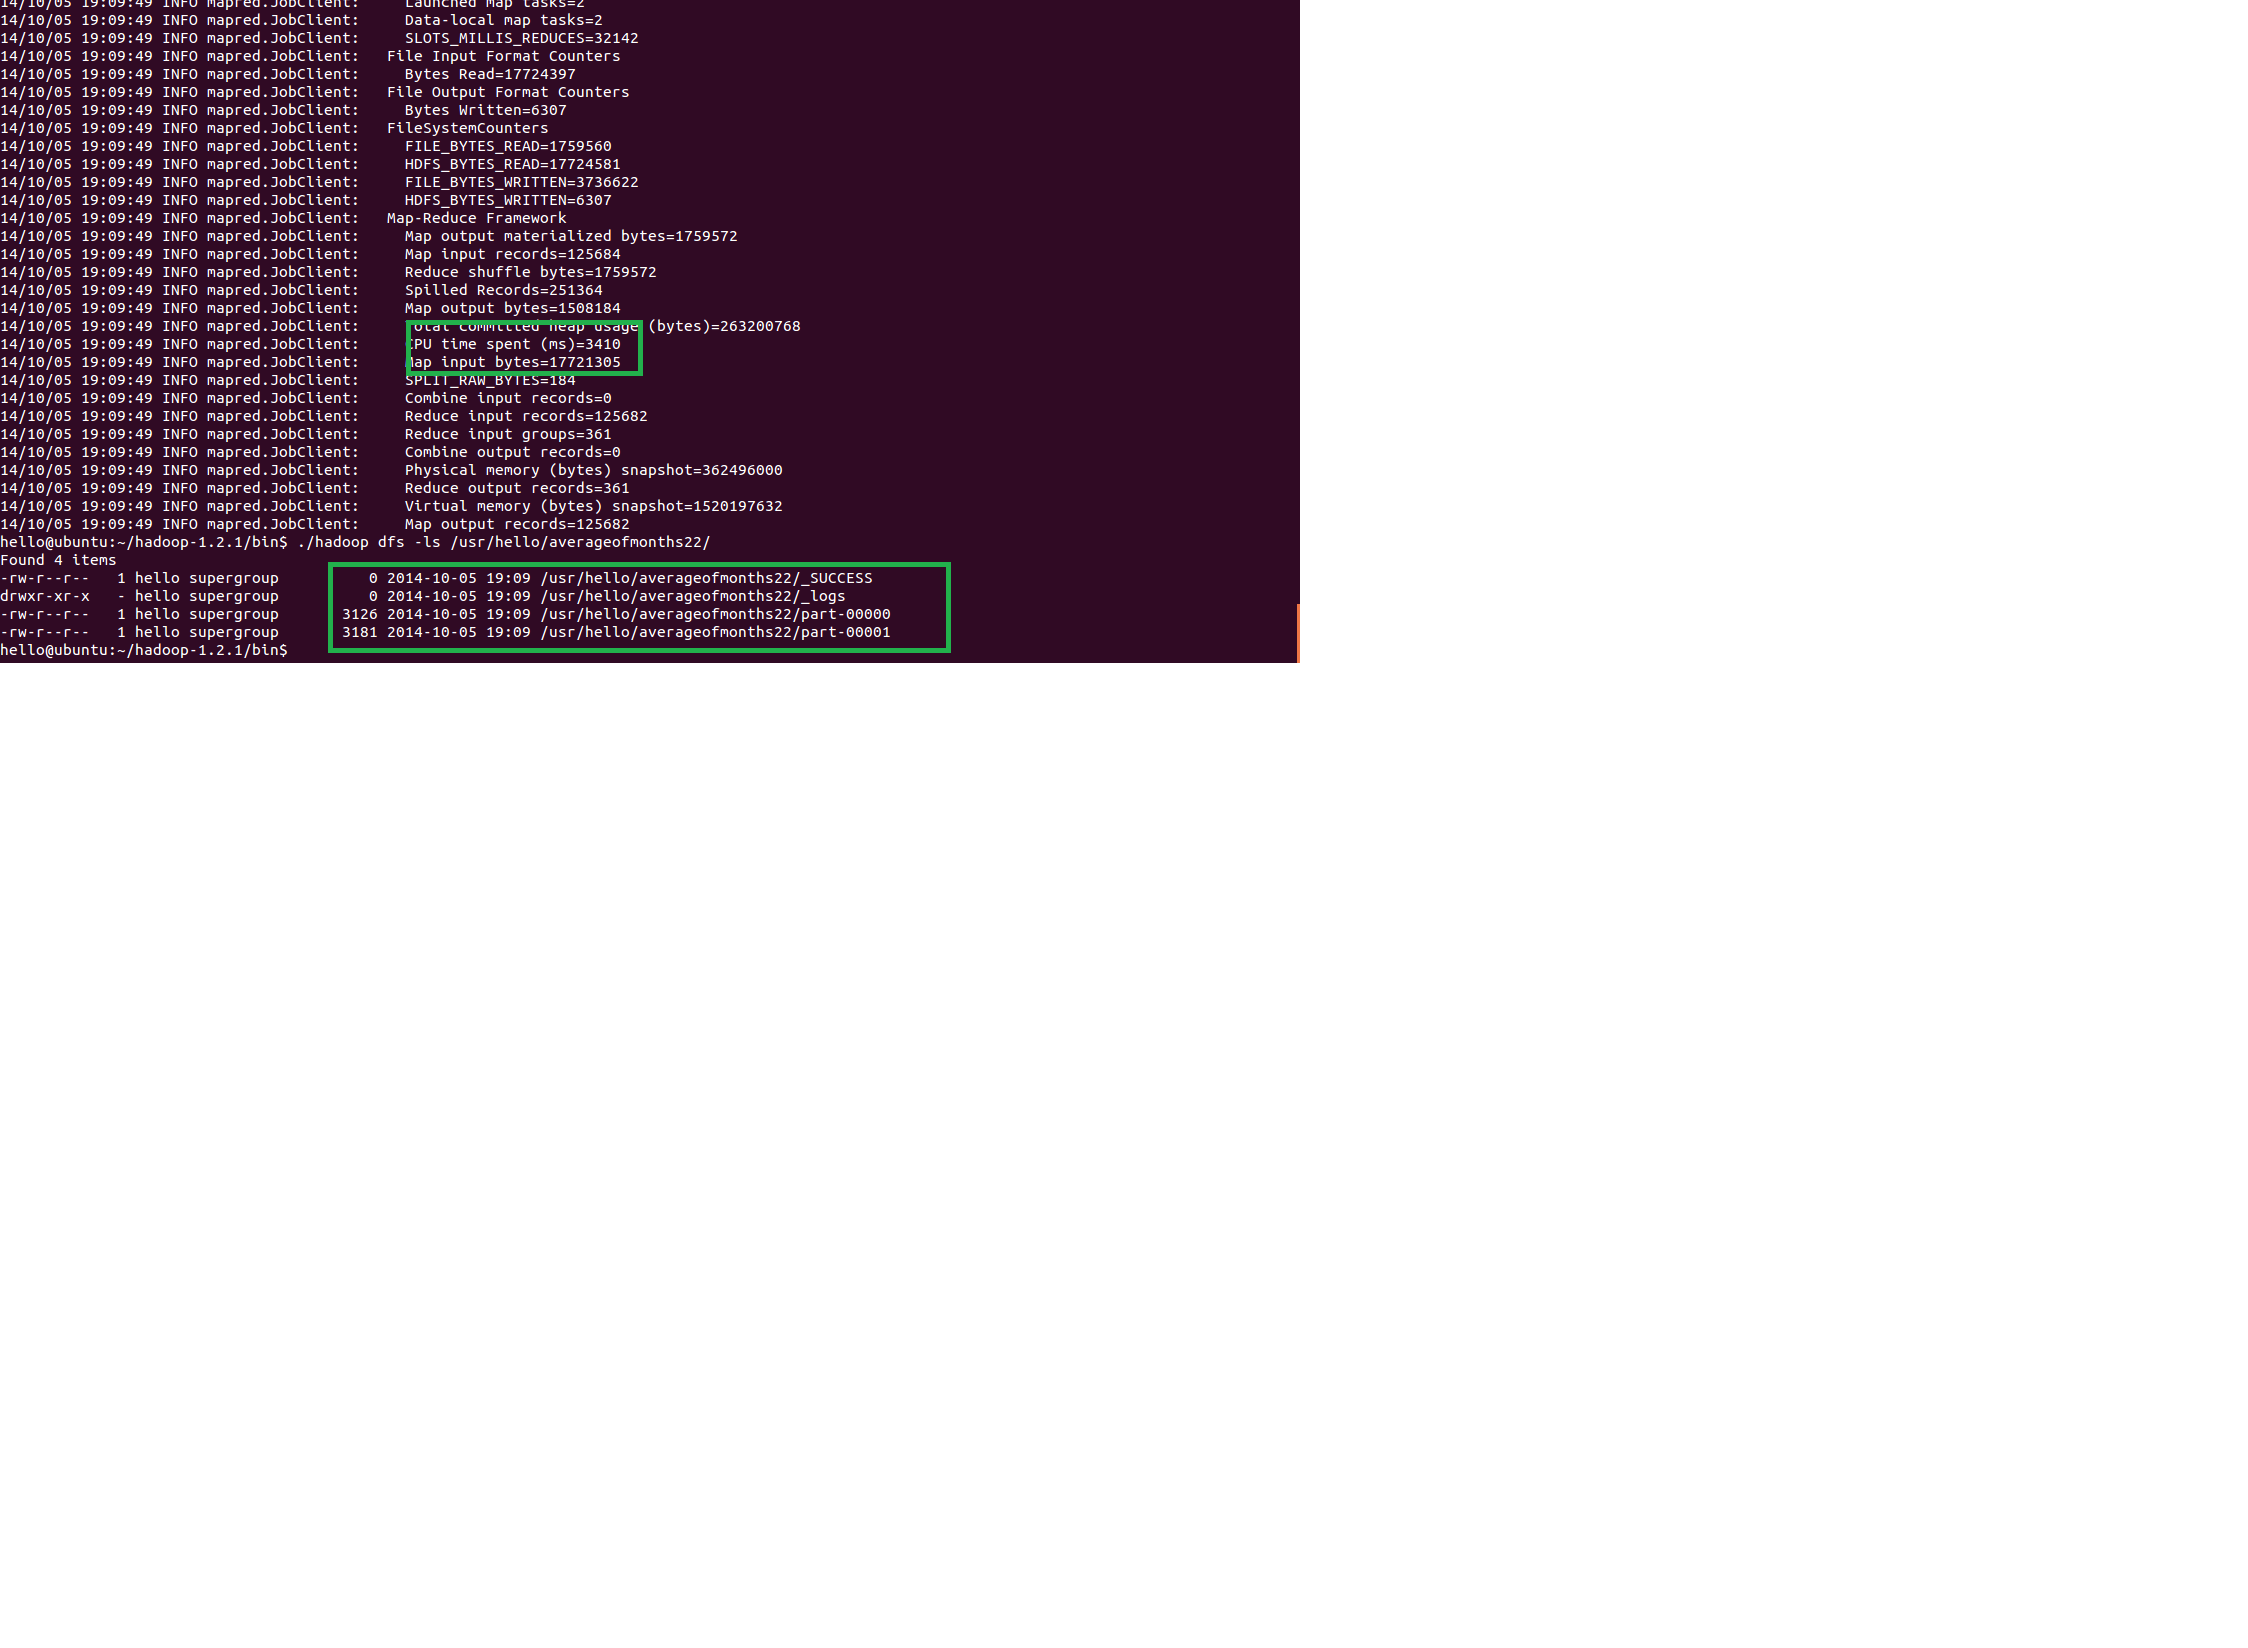 14/10/05 19:09:49 INFO mapred.JobClient:     Launched map tasks=2
14/10/05 19:09:49 INFO mapred.JobClient:     Data-local map tasks=2
14/10/05 19:09:49 INFO mapred.JobClient:     SLOTS_MILLIS_REDUCES=32142
14/10/05 19:09:49 INFO mapred.JobClient:   File Input Format Counters
14/10/05 19:09:49 INFO mapred.JobClient:     Bytes Read=17724397
14/10/05 19:09:49 INFO mapred.JobClient:   File Output Format Counters
14/10/05 19:09:49 INFO mapred.JobClient:     Bytes Written=6307
14/10/05 19:09:49 INFO mapred.JobClient:   FileSystemCounters
14/10/05 19:09:49 INFO mapred.JobClient:     FILE_BYTES_READ=1759560
14/10/05 19:09:49 INFO mapred.JobClient:     HDFS_BYTES_READ=17724581
14/10/05 19:09:49 INFO mapred.JobClient:     FILE_BYTES_WRITTEN=3736622
14/10/05 19:09:49 INFO mapred.JobClient:     HDFS_BYTES_WRITTEN=6307
14/10/05 19:09:49 INFO mapred.JobClient:   Map-Reduce Framework
14/10/05 19:09:49 INFO mapred.JobClient:     Map output materialized bytes=1759572
14/10/05 19:09:49 INFO mapred.JobClient:     Map input records=125684
14/10/05 19:09:49 INFO mapred.JobClient:     Reduce shuffle bytes=1759572
14/10/05 19:09:49 INFO mapred.JobClient:     Spilled Records=251364
14/10/05 19:09:49 INFO mapred.JobClient:     Map output bytes=1508184
14/10/05 19:09:49 INFO mapred.JobClient:     Total committed heap usage (bytes)=263200768
14/10/05 19:09:49 INFO mapred.JobClient:     CPU time spent (ms)=3410
14/10/05 19:09:49 INFO mapred.JobClient:     Map input bytes=17721305
14/10/05 19:09:49 INFO mapred.JobClient:     SPLIT_RAW_BYTES=184
14/10/05 19:09:49 INFO mapred.JobClient:     Combine input records=0
14/10/05 19:09:49 INFO mapred.JobClient:     Reduce input records=125682
14/10/05 19:09:49 INFO mapred.JobClient:     Reduce input groups=361
14/10/05 19:09:49 INFO mapred.JobClient:     Combine output records=0
14/10/05 19:09:49 INFO mapred.JobClient:     Physical memory (bytes) snapshot=362496000
14/10/05 19:09:49 INFO mapred.JobClient:     Reduce output records=361
14/10/05 19:09:49 INFO mapred.JobClient:     Virtual memory (bytes) snapshot=1520197632
14/10/05 19:09:49 INFO mapred.JobClient:     Map output records=125682
hello@ubuntu:~/hadoop-1.2.1/bin$ ./hadoop dfs -ls /usr/hello/averageofmonths22/
Found 4 items
-rw-r--r--   1 hello supergroup          0 2014-10-05 19:09 /usr/hello/averageofmonths22/_SUCCESS
drwxr-xr-x   - hello supergroup          0 2014-10-05 19:09 /usr/hello/averageofmonths22/_logs
-rw-r--r--   1 hello supergroup       3126 2014-10-05 19:09 /usr/hello/averageofmonths22/part-00000
-rw-r--r--   1 hello supergroup       3181 2014-10-05 19:09 /usr/hello/averageofmonths22/part-00001
hello@ubuntu:~/hadoop-1.2.1/bin$